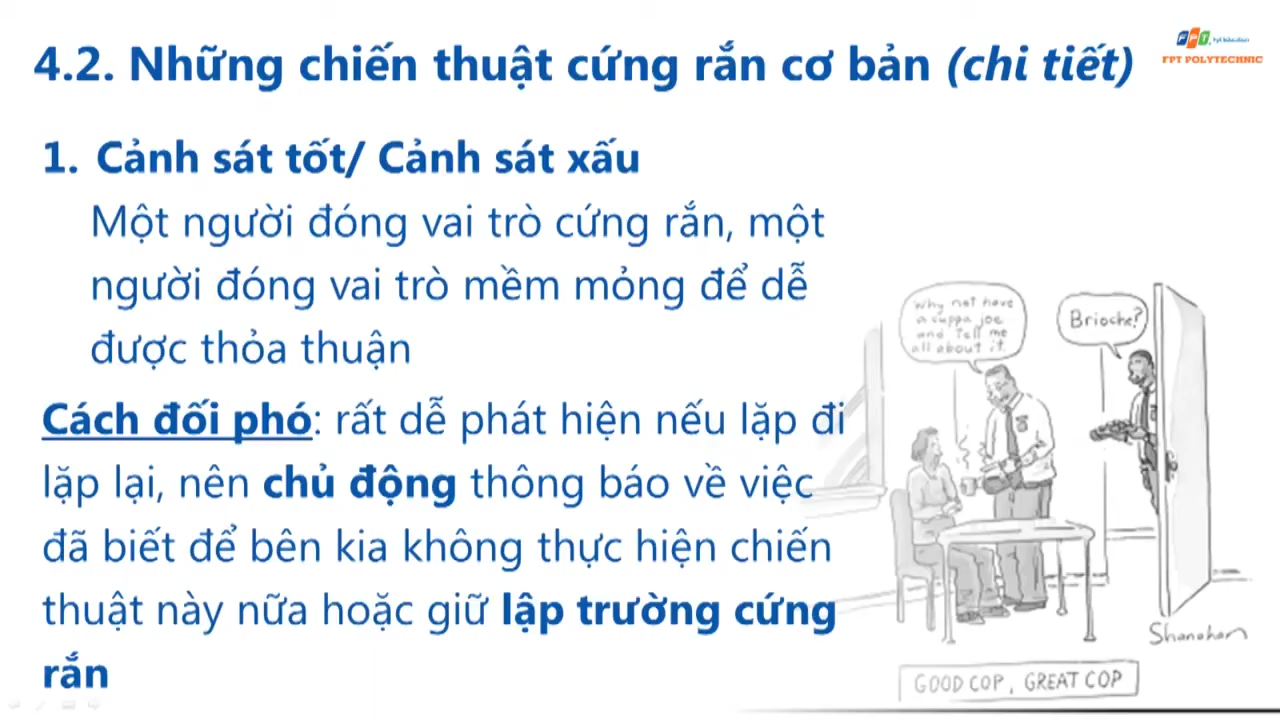 4.2. Những chiến thuật cứng rắn cơ bản (chi tiết)
FPT Education
FPT POLYTECHNIC
1. Cảnh sát tốt/ Cảnh sát xấu
Một người đóng vai trò cứng rắn, một
người đóng vai trò mềm mỏng để dễ
được thỏa thuận
Cách đối phó: rất dễ phát hiện nếu lặp đi
lặp lại, nên chủ động thông báo về việc
đã biết để bên kia không thực hiện chiến
thuật này nữa hoặc giữ lập trường cứng
rắn
Why not have
a cuppa joe
and Tell me
all about it.
Brioche?
Shanahan
GOOD COP, GREAT COP